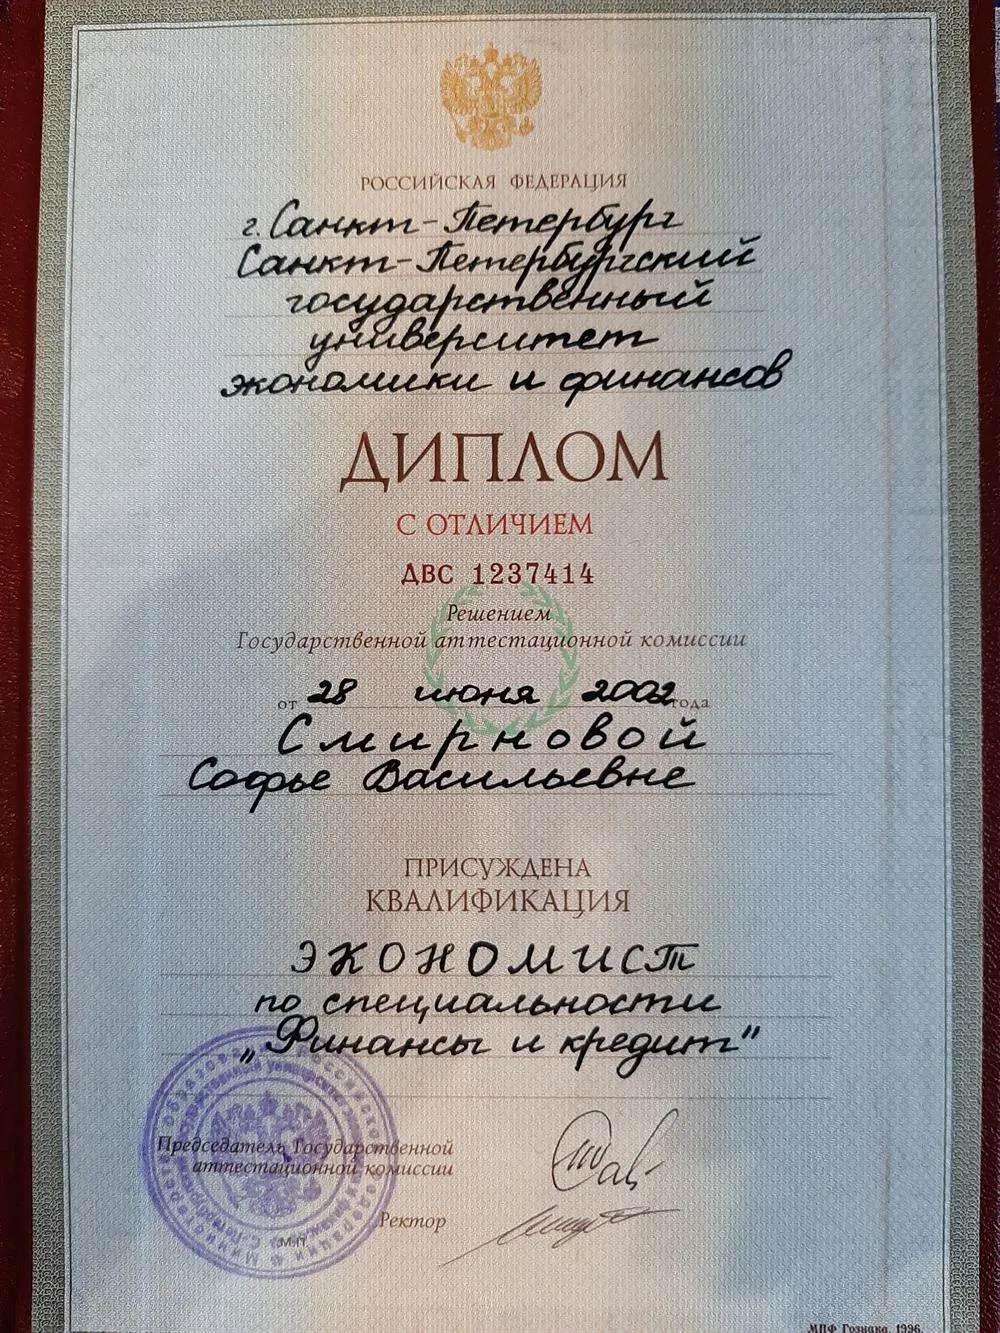 РОССИЙСКАЯ ФЕДЕРАЦИЯ
г. Санкт-Петербург
Санкт-Петербургский
государственный
университет
экономики и финансов
ДИПЛОМ
С ОТЛИЧИЕМ
ДВС 1237414
Решением
Государственной аттестационной комиссии
от 28 июня 2002 года
Смирновой
Софье Васильевне
ПРИСУЖДЕНА
КВАЛИФИКАЦИЯ
экономист
по специальности
„Финансы и кредит”
Председатель Государственной
аттестационной комиссии
Ректор
М.П.
МПФ Гознака. 1996.